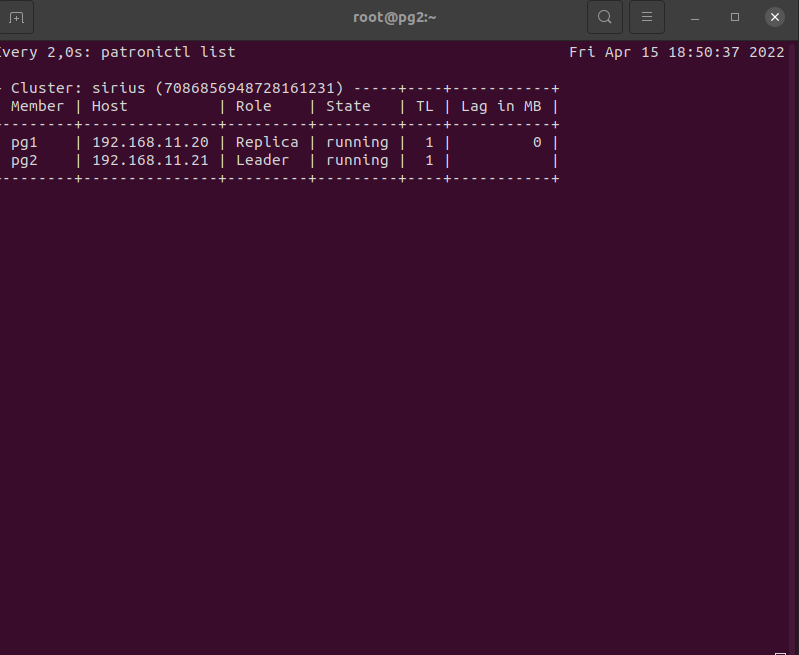 root@pg2:~
Every 2,0s: patronictl list Fri Apr 15 18:50:37 2022
- Cluster: sirius (7086856948728161231) -----+----+-----------+
Member | Host | Role | State | TL | Lag in MB |
--------+---------------+---------+---------+----+-----------+
pg1 | 192.168.11.20 | Replica | running | 1 | 0 |
pg2 | 192.168.11.21 | Leader | running | 1 | |
--------+---------------+---------+---------+----+-----------+